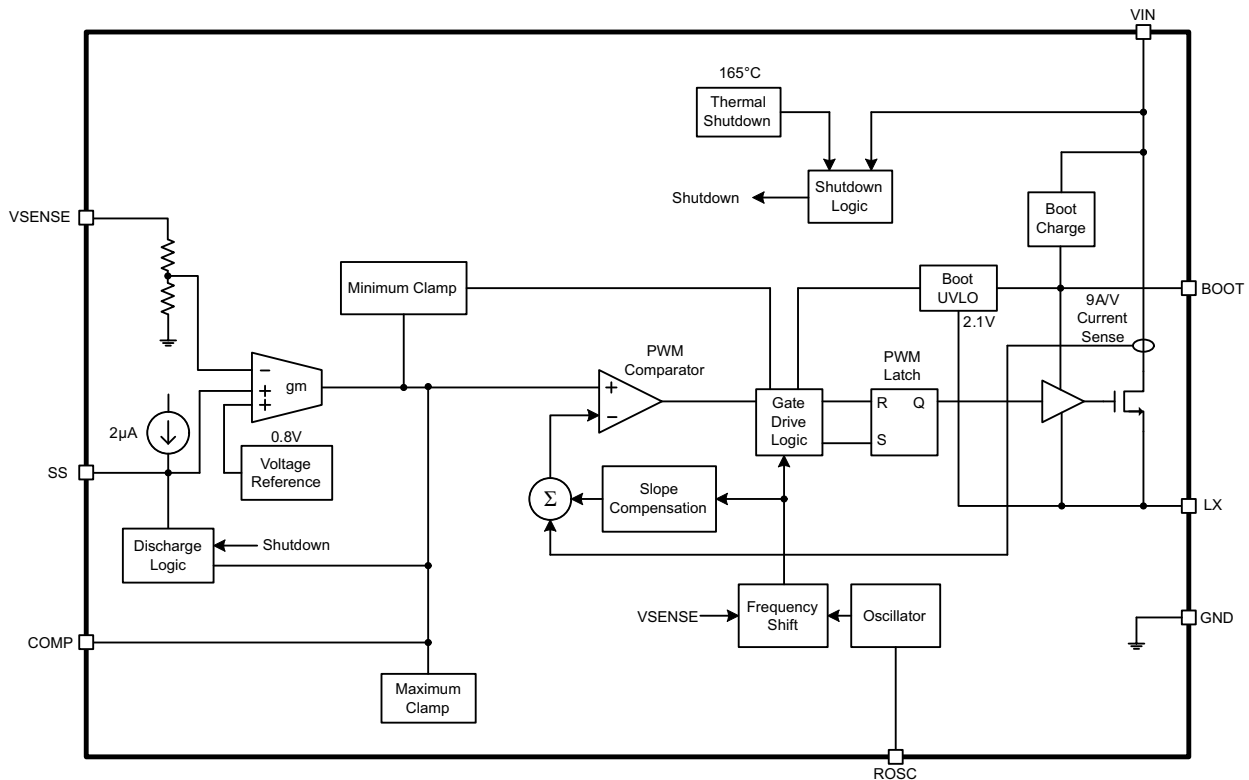 VIN
165°C
Thermal
Shutdown
Shutdown
Shutdown
Logic
Boot
Charge
VSENSE
Minimum Clamp
Boot
UVLO
2.1V
BOOT
9A/V
Current
Sense
gm
PWM
Comparator
PWM
Latch
Gate
Drive
Logic
R
Q
S
2µA
0.8V
Voltage
Reference
SS
Σ
Slope
Compensation
LX
Discharge
Logic
Shutdown
VSENSE
Frequency
Shift
Oscillator
GND
COMP
Maximum
Clamp
ROSC